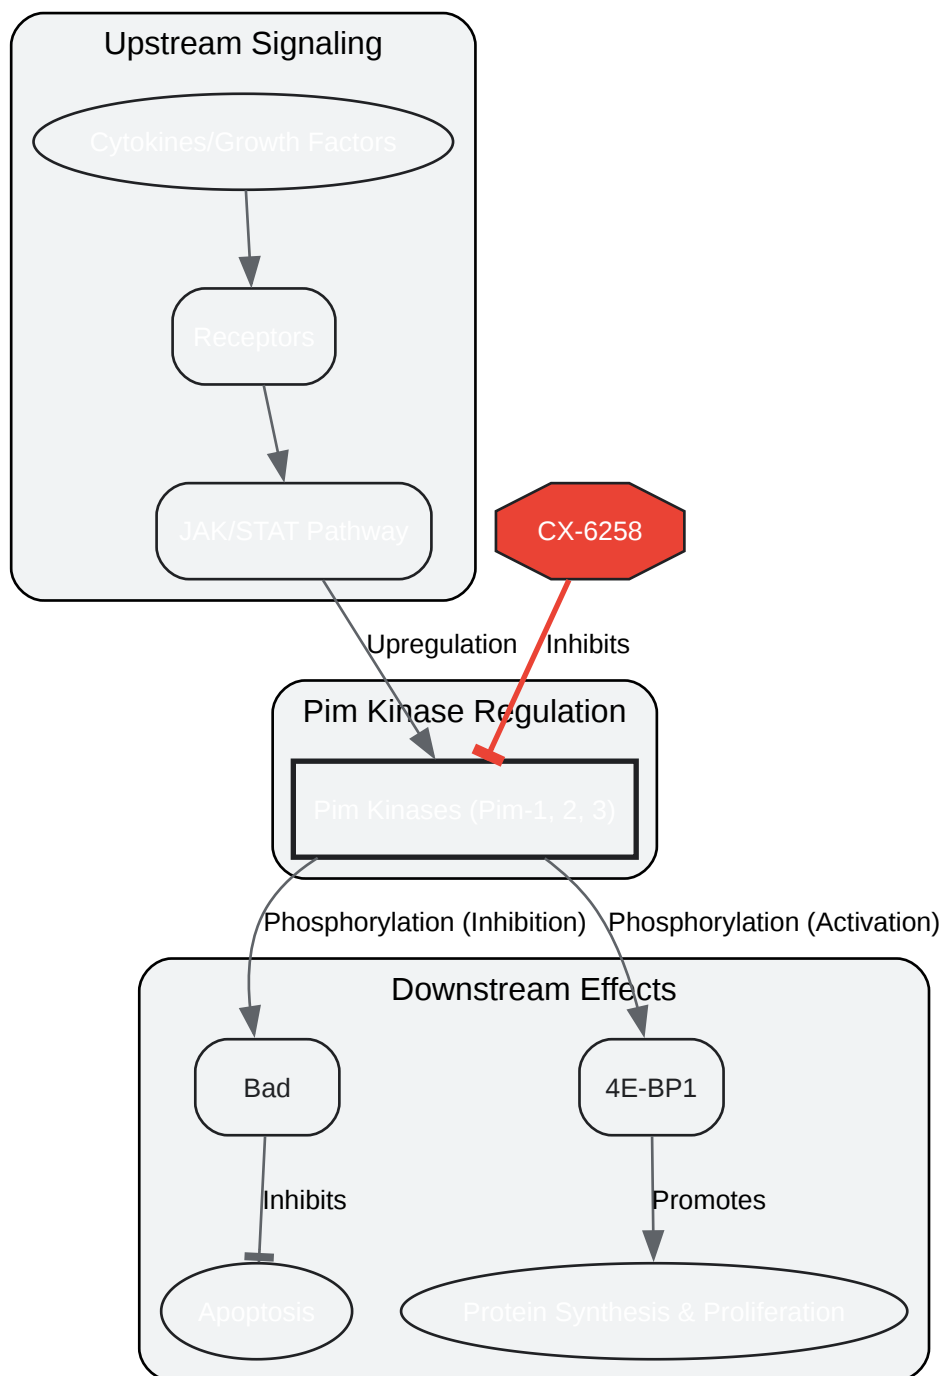 Upstream Signaling
Cytokines/Growth Factors
Receptors
JAK/STAT Pathway
CX-6258
Upregulation
Inhibits
Pim Kinase Regulation
Pim Kinases (Pim-1, 2, 3)
Phosphorylation (Inhibition)
Phosphorylation (Activation)
Downstream Effects
Bad
4E-BP1
Inhibits
Promotes
Apoptosis
Protein Synthesis & Proliferation